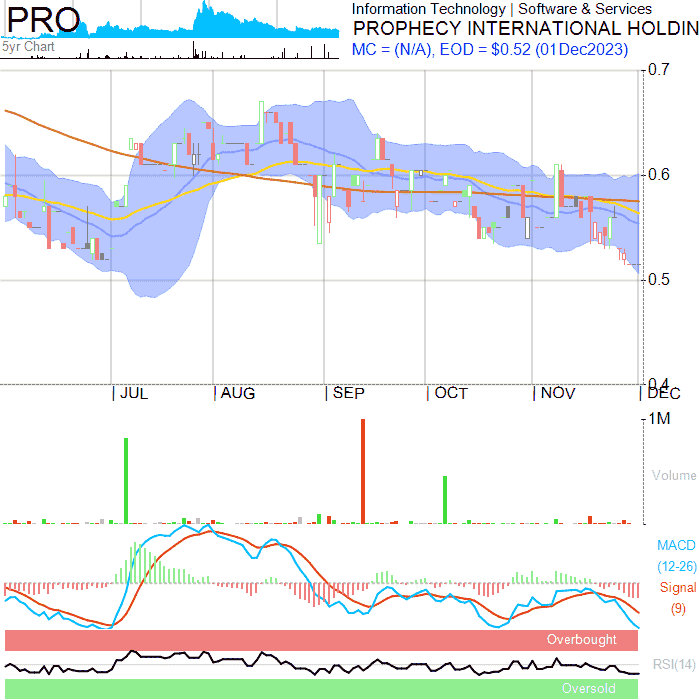 PRO
5yr Chart
Information Technology | Software & Services
PROPHECY INTERNATIONAL HOLDIN
MC = (N/A), EOD = $0.52 (01Dec2023)
0.7
0.6
0.5
0.4
JUL
AUG
SEP
OCT
NOV
DEC
1M
Volume
MACD
(12-26)
Signal
(9)
Overbought
RSI(14)
Oversold